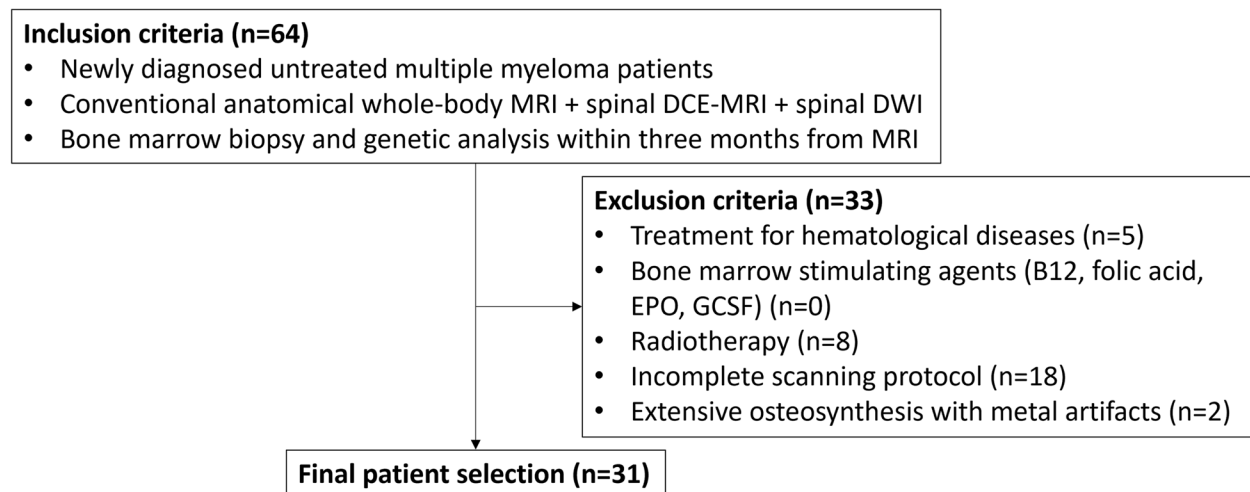 Inclusion criteria (n=64)
• Newly diagnosed untreated multiple myeloma patients
• Conventional anatomical whole-body MRI + spinal DCE-MRI + spinal DWI
• Bone marrow biopsy and genetic analysis within three months from MRI
Exclusion criteria (n=33)
• Treatment for hematological diseases (n=5)
• Bone marrow stimulating agents (B12, folic acid,
EPO, GCSF) (n=0)
• Radiotherapy (n=8)
• Incomplete scanning protocol (n=18)
• Extensive osteosynthesis with metal artifacts (n=2)
Final patient selection (n=31)